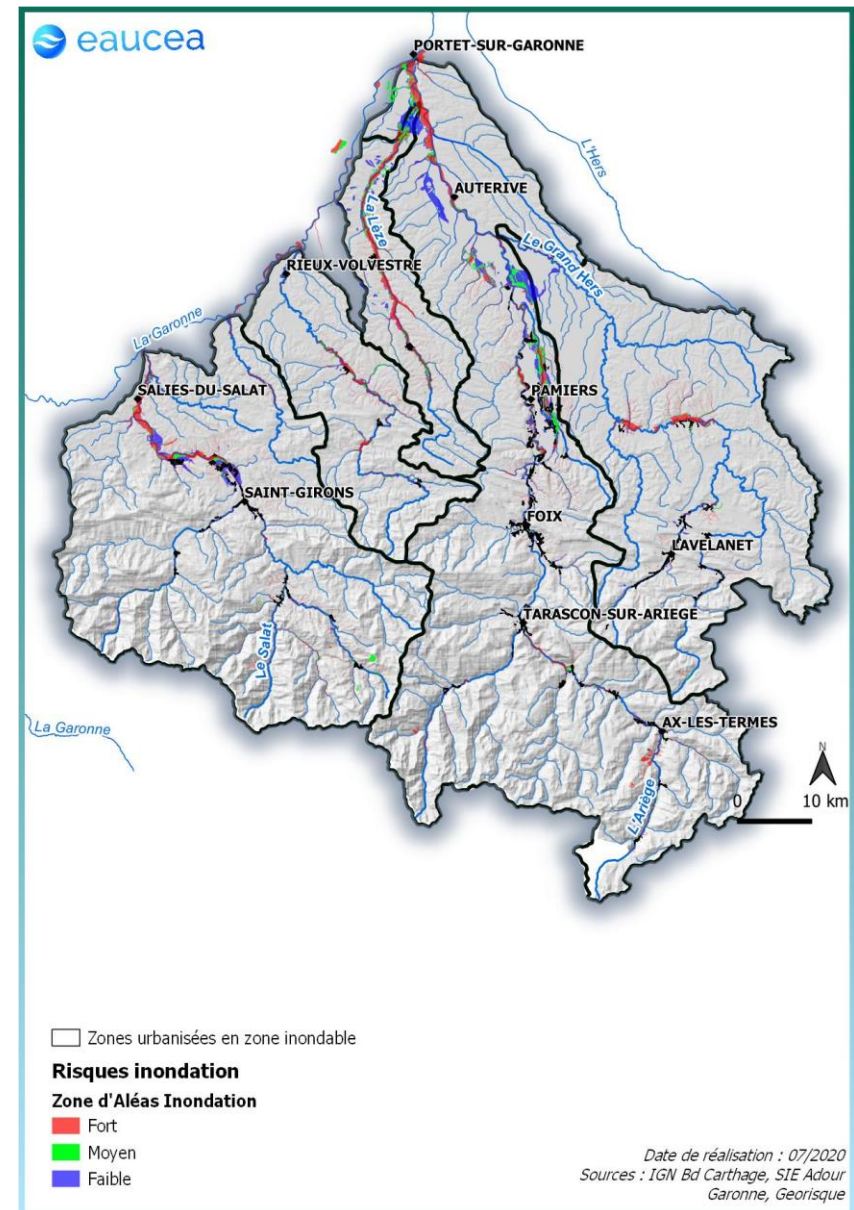 eaucea
PORTET-SUR-GARONNE
L'Hers
AUTERIVE
La Lèze
Le Grand Hers
RIEUX-VOLVESTRE
La Garonne
SALIES-DU-SALAT
PAMIERS
SAINT-GIRONS
FOIX
LAVELANET
TARASCON-SUR-ARIEGE
Le Salat
La Garonne
AX-LES-TERMES
N
L'Ariège
0 10 km
Zones urbanisées en zone inondable
Risques inondation
Zone d'Aléas Inondation
Fort
Moyen
Faible
Date de réalisation : 07/2020
Sources : IGN Bd Carthage, SIE Adour
Garonne, Georisque